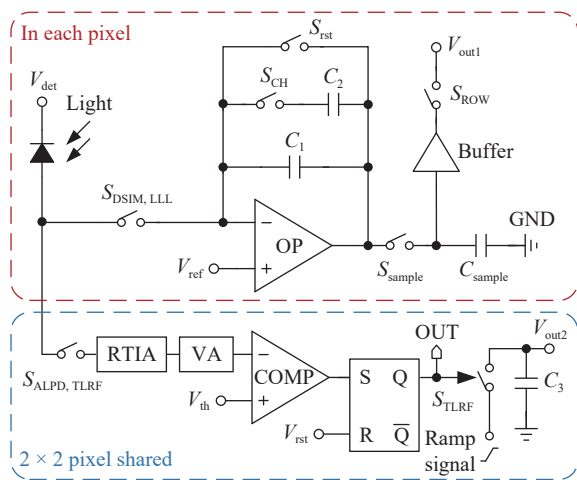 In each pixel
S_rst
V_out1
V_det
Light
S_CH
C_2
S_ROW
C_1
Buffer
S_DSIM, LLL
−
OP
+
V_ref
S_sample
C_sample
GND
S_ALPD, TLRF
RTIA
VA
−
COMP
+
V_th
OUT
V_out2
S
Q
R
Q̅
V_rst
S_TLRF
C_3
Ramp
signal
2 × 2 pixel shared